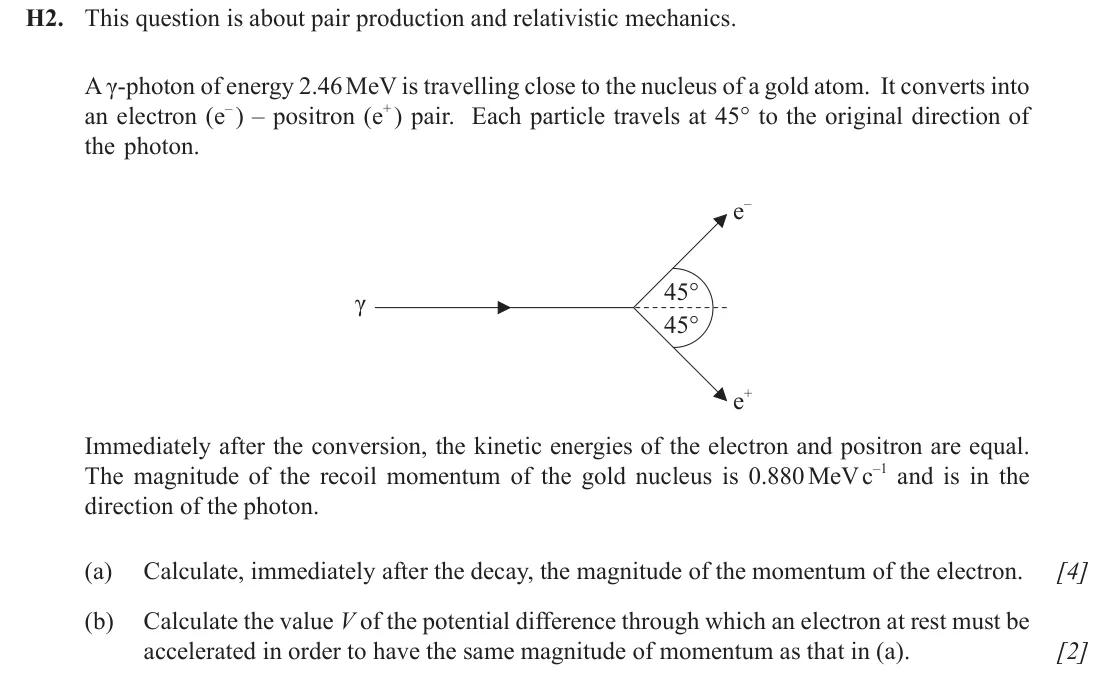 H2. This question is about pair production and relativistic mechanics.
A γ-photon of energy 2.46 MeV is travelling close to the nucleus of a gold atom. It converts into
an electron (e⁻) – positron (e⁺) pair. Each particle travels at 45° to the original direction of
the photon.
e⁻
γ
45°
45°
e⁺
Immediately after the conversion, the kinetic energies of the electron and positron are equal.
The magnitude of the recoil momentum of the gold nucleus is 0.880 MeV c⁻¹ and is in the
direction of the photon.
(a) Calculate, immediately after the decay, the magnitude of the momentum of the electron. [4]
(b) Calculate the value V of the potential difference through which an electron at rest must be
accelerated in order to have the same magnitude of momentum as that in (a). [2]